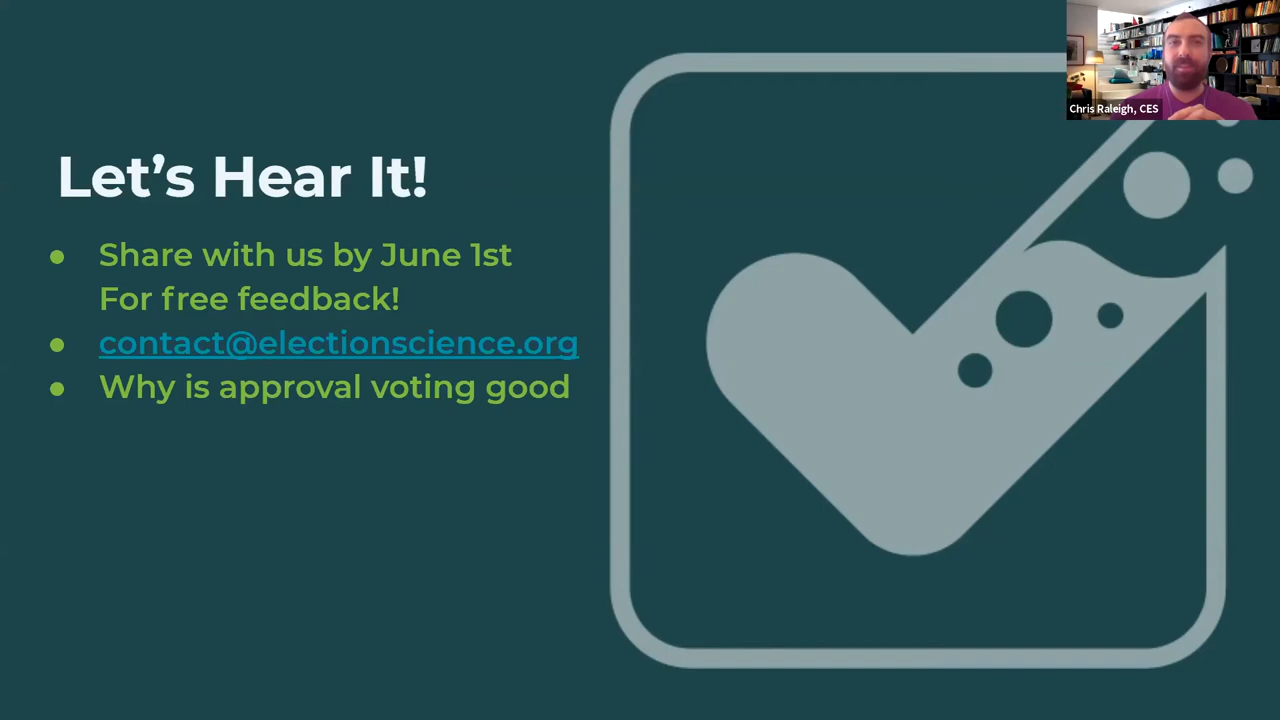 Chris Raleigh, CES
Let's Hear It!
Share with us by June 1st
For free feedback!
contact@electionscience.org
Why is approval voting good